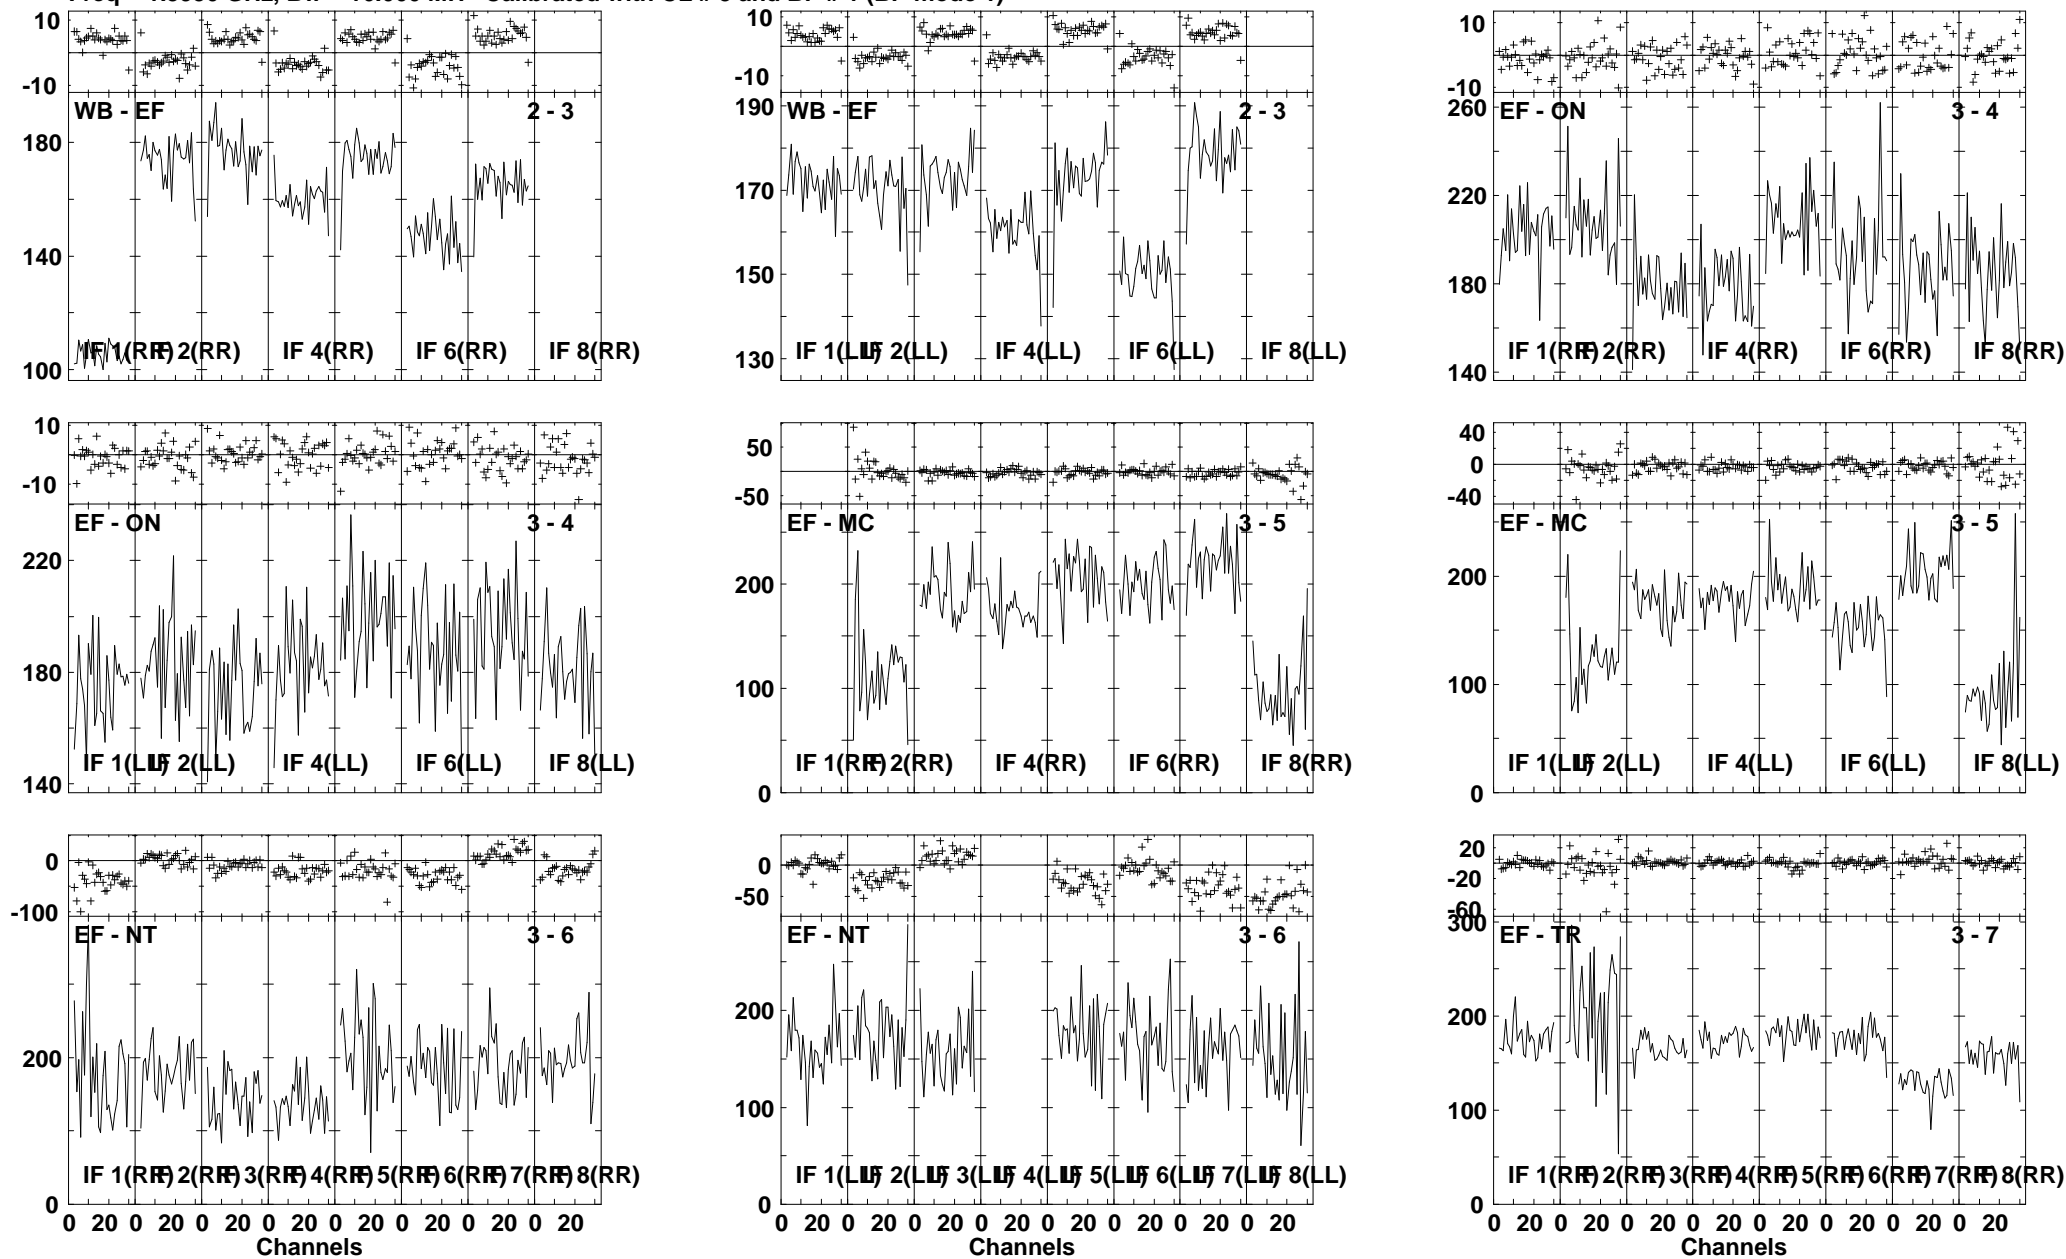 10
-10
WB - EF
2 - 3
180
140
100
IF 1(RR) IF 2(RR) IF 4(RR) IF 6(RR) IF 8(RR)
10
-10
WB - EF
2 - 3
190
170
150
130
IF 1(LL) IF 2(LL) IF 4(LL) IF 6(LL) IF 8(LL)
10
-10
EF - ON
3 - 4
260
220
180
140
IF 1(RR) IF 2(RR) IF 4(RR) IF 6(RR) IF 8(RR)
10
-10
EF - ON
3 - 4
220
180
140
IF 1(LL) IF 2(LL) IF 4(LL) IF 6(LL) IF 8(LL)
50
-50
EF - MC
3 - 5
200
100
0
IF 1(RR) IF 2(RR) IF 4(RR) IF 6(RR) IF 8(RR)
40
0
-40
EF - MC
3 - 5
200
100
0
IF 1(LL) IF 2(LL) IF 4(LL) IF 6(LL) IF 8(LL)
0
-100
EF - NT
3 - 6
200
0
IF 1(RR) IF 2(RR) IF 3(RR) IF 4(RR) IF 5(RR) IF 6(RR) IF 7(RR) IF 8(RR)
0 20 0 20 0 20 0 20 0 20 0 20 0 20 0 20
Channels
0
-50
EF - NT
3 - 6
200
100
0
IF 1(LL) IF 2(LL) IF 3(LL) IF 4(LL) IF 5(LL) IF 6(LL) IF 7(LL) IF 8(LL)
0 20 0 20 0 20 0 20 0 20 0 20 0 20 0 20
Channels
20
-20
-60
EF - TR
3 - 7
300
200
100
0
IF 1(RR) IF 2(RR) IF 3(RR) IF 4(RR) IF 5(RR) IF 6(RR) IF 7(RR) IF 8(RR)
0 20 0 20 0 20 0 20 0 20 0 20 0 20 0 20
Channels